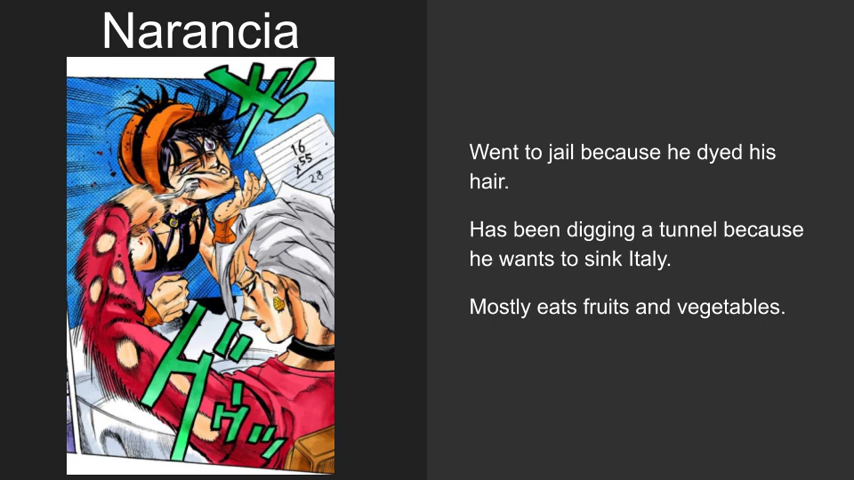 Narancia
16
x55
28
Went to jail because he dyed his
hair.
Has been digging a tunnel because
he wants to sink Italy.
Mostly eats fruits and vegetables.